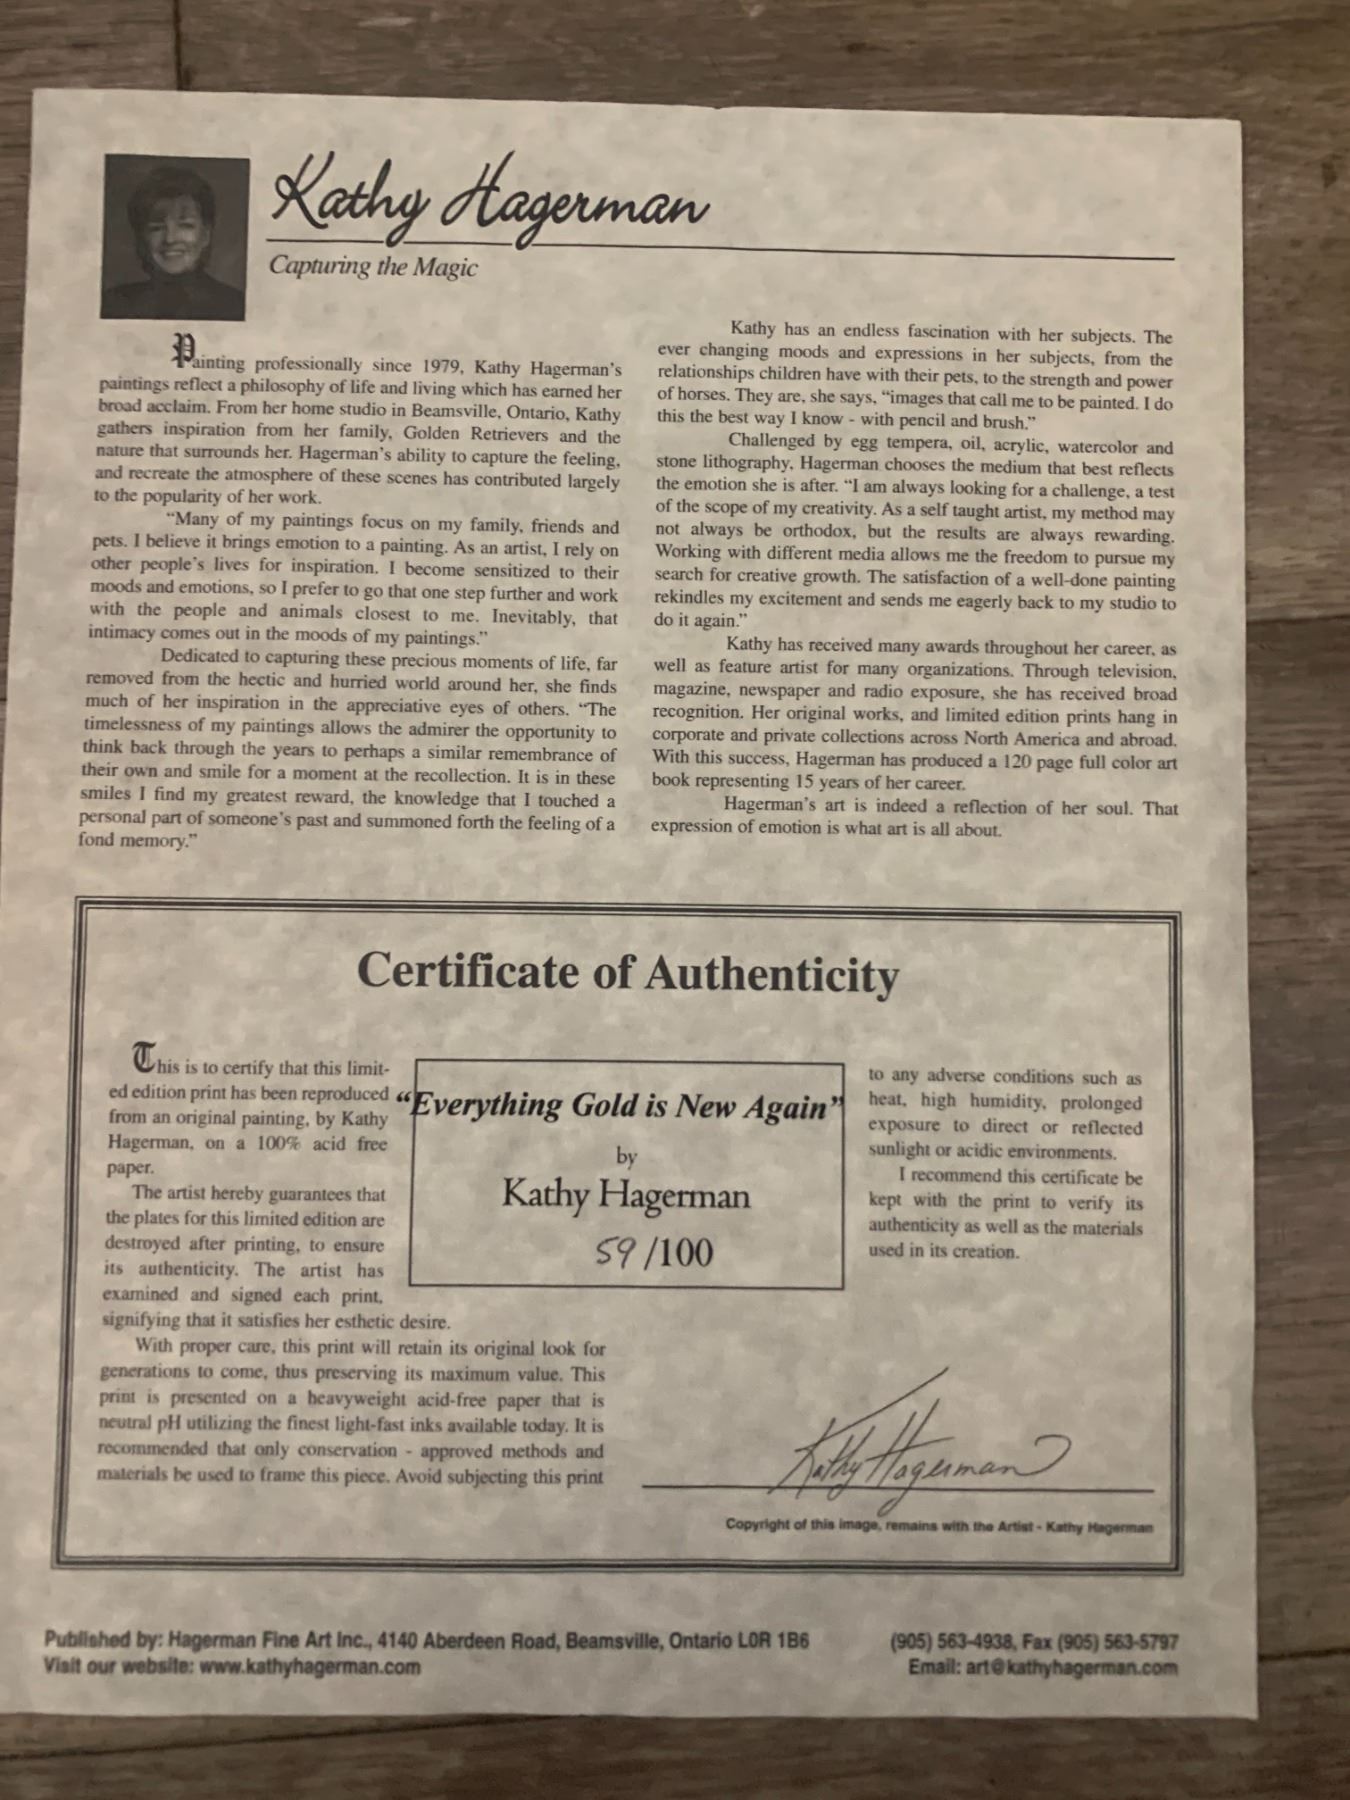 Kathy Hagerman
Capturing the Magic
Painting professionally since 1979, Kathy Hagerman's
paintings reflect a philosophy of life and living which has earned her
broad acclaim. From her home studio in Beamsville, Ontario, Kathy
gathers inspiration from her family, Golden Retrievers and the
nature that surrounds her. Hagerman's ability to capture the feeling,
and recreate the atmosphere of these scenes has contributed largely
to the popularity of her work.
"Many of my paintings focus on my family, friends and
pets. I believe it brings emotion to a painting. As an artist, I rely on
other people's lives for inspiration. I become sensitized to their
moods and emotions, so I prefer to go that one step further and work
with the people and animals closest to me. Inevitably, that
intimacy comes out in the moods of my paintings."
Dedicated to capturing these precious moments of life, far
removed from the hectic and hurried world around her, she finds
much of her inspiration in the appreciative eyes of others. "The
timelessness of my paintings allows the admirer the opportunity to
think back through the years to perhaps a similar remembrance of
their own and smile for a moment at the recollection. It is in these
smiles I find my greatest reward, the knowledge that I touched a
personal part of someone's past and summoned forth the feeling of a
fond memory."
Kathy has an endless fascination with her subjects. The
ever changing moods and expressions in her subjects, from the
relationships children have with their pets, to the strength and power
of horses. They are, she says, "images that call me to be painted. I do
this the best way I know - with pencil and brush."
Challenged by egg tempera, oil, acrylic, watercolor and
stone lithography, Hagerman chooses the medium that best reflects
the emotion she is after. "I am always looking for a challenge, a test
of the scope of my creativity. As a self taught artist, my method may
not always be orthodox, but the results are always rewarding.
Working with different media allows me the freedom to pursue my
search for creative growth. The satisfaction of a well-done painting
rekindles my excitement and sends me eagerly back to my studio to
do it again."
Kathy has received many awards throughout her career, as
well as feature artist for many organizations. Through television,
magazine, newspaper and radio exposure, she has received broad
recognition. Her original works, and limited edition prints hang in
corporate and private collections across North America and abroad.
With this success, Hagerman has produced a 120 page full color art
book representing 15 years of her career.
Hagerman's art is indeed a reflection of her soul. That
expression of emotion is what art is all about.
Certificate of Authenticity
This is to certify that this limit-
ed edition print has been reproduced
from an original painting, by Kathy
Hagerman, on a 100% acid free
paper.
The artist hereby guarantees that
the plates for this limited edition are
destroyed after printing, to ensure
its authenticity. The artist has
examined and signed each print,
signifying that it satisfies her esthetic desire.
With proper care, this print will retain its original look for
generations to come, thus preserving its maximum value. This
print is presented on a heavyweight acid-free paper that is
neutral pH utilizing the finest light-fast inks available today. It is
recommended that only conservation - approved methods and
materials be used to frame this piece. Avoid subjecting this print
"Everything Gold is New Again"
by
Kathy Hagerman
59/100
to any adverse conditions such as
heat, high humidity, prolonged
exposure to direct or reflected
sunlight or acidic environments.
I recommend this certificate be
kept with the print to verify its
authenticity as well as the materials
used in its creation.
Kathy Hagerman
Copyright of this image, remains with the Artist - Kathy Hagerman
Published by: Hagerman Fine Art Inc., 4140 Aberdeen Road, Beamsville, Ontario L0R 1B6
(905) 563-4938, Fax (905) 563-5797
Visit our website: www.kathyhagerman.com
Email: art@kathyhagerman.com